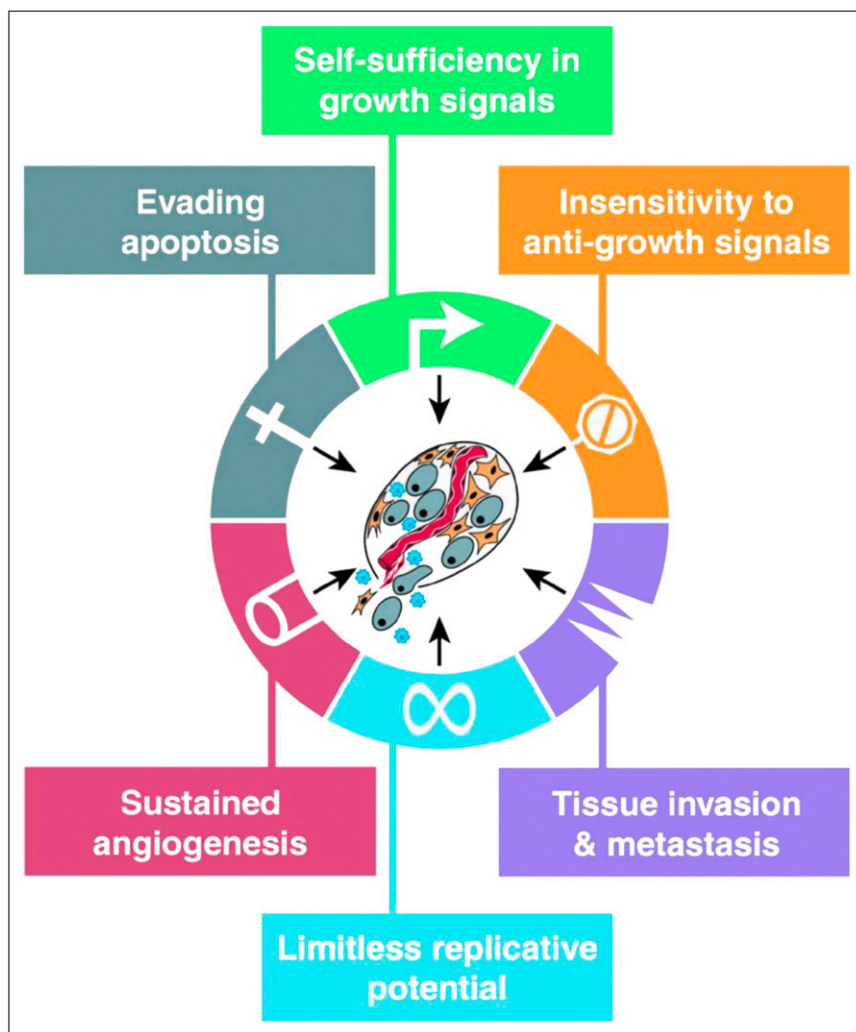 Self-sufficiency in
growth signals
Evading
apoptosis
Insensitivity to
anti-growth signals
Sustained
angiogenesis
Tissue invasion
& metastasis
Limitless replicative
potential